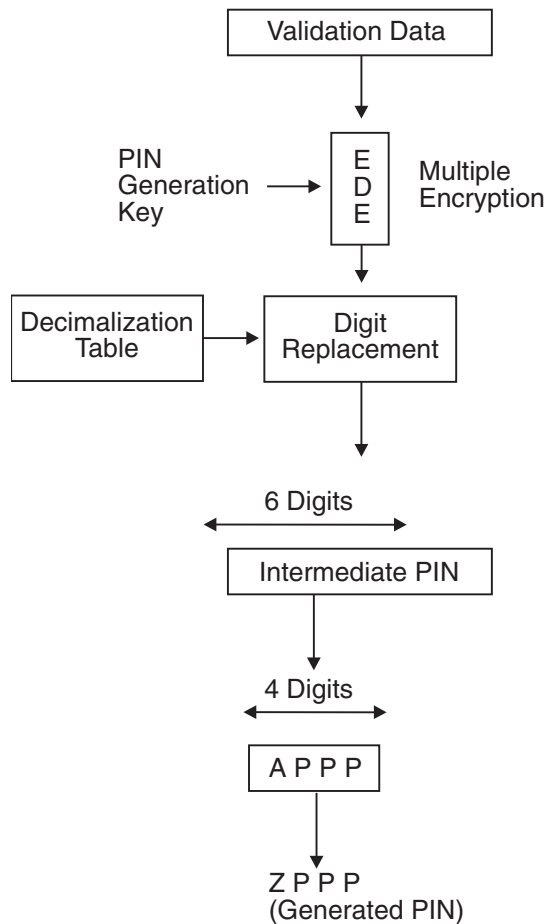 Validation Data
PIN
Generation
Key
E
D
E
Multiple
Encryption
Decimalization
Table
Digit
Replacement
6 Digits
Intermediate PIN
4 Digits
A P P P
Z P P P
(Generated PIN)